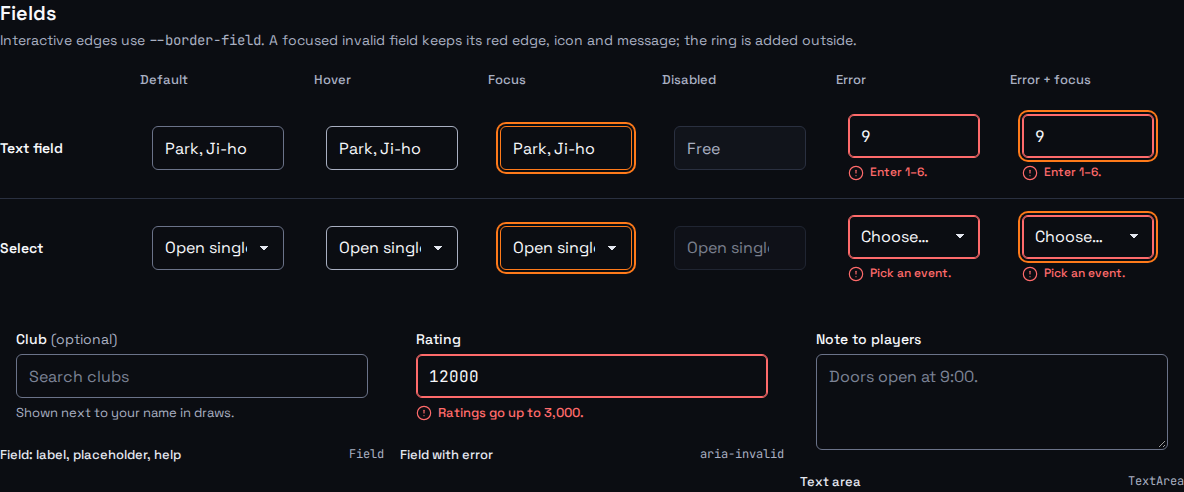 Fields
Interactive edges use --border-field. A focused invalid field keeps its red edge, icon and message; the ring is added outside.
Default Hover Focus Disabled Error Error + focus
Text field Park, Ji-ho Park, Ji-ho Park, Ji-ho Free 9 9
Enter 1–6. Enter 1–6.
Select Open singl Open singl Open singl Open singl Choose… Choose…
Pick an event. Pick an event.
Club (optional) Rating Note to players
Search clubs 12000 Doors open at 9:00.
Shown next to your name in draws. Ratings go up to 3,000.
Field: label, placeholder, help Field Field with error aria-invalid
Text area TextArea